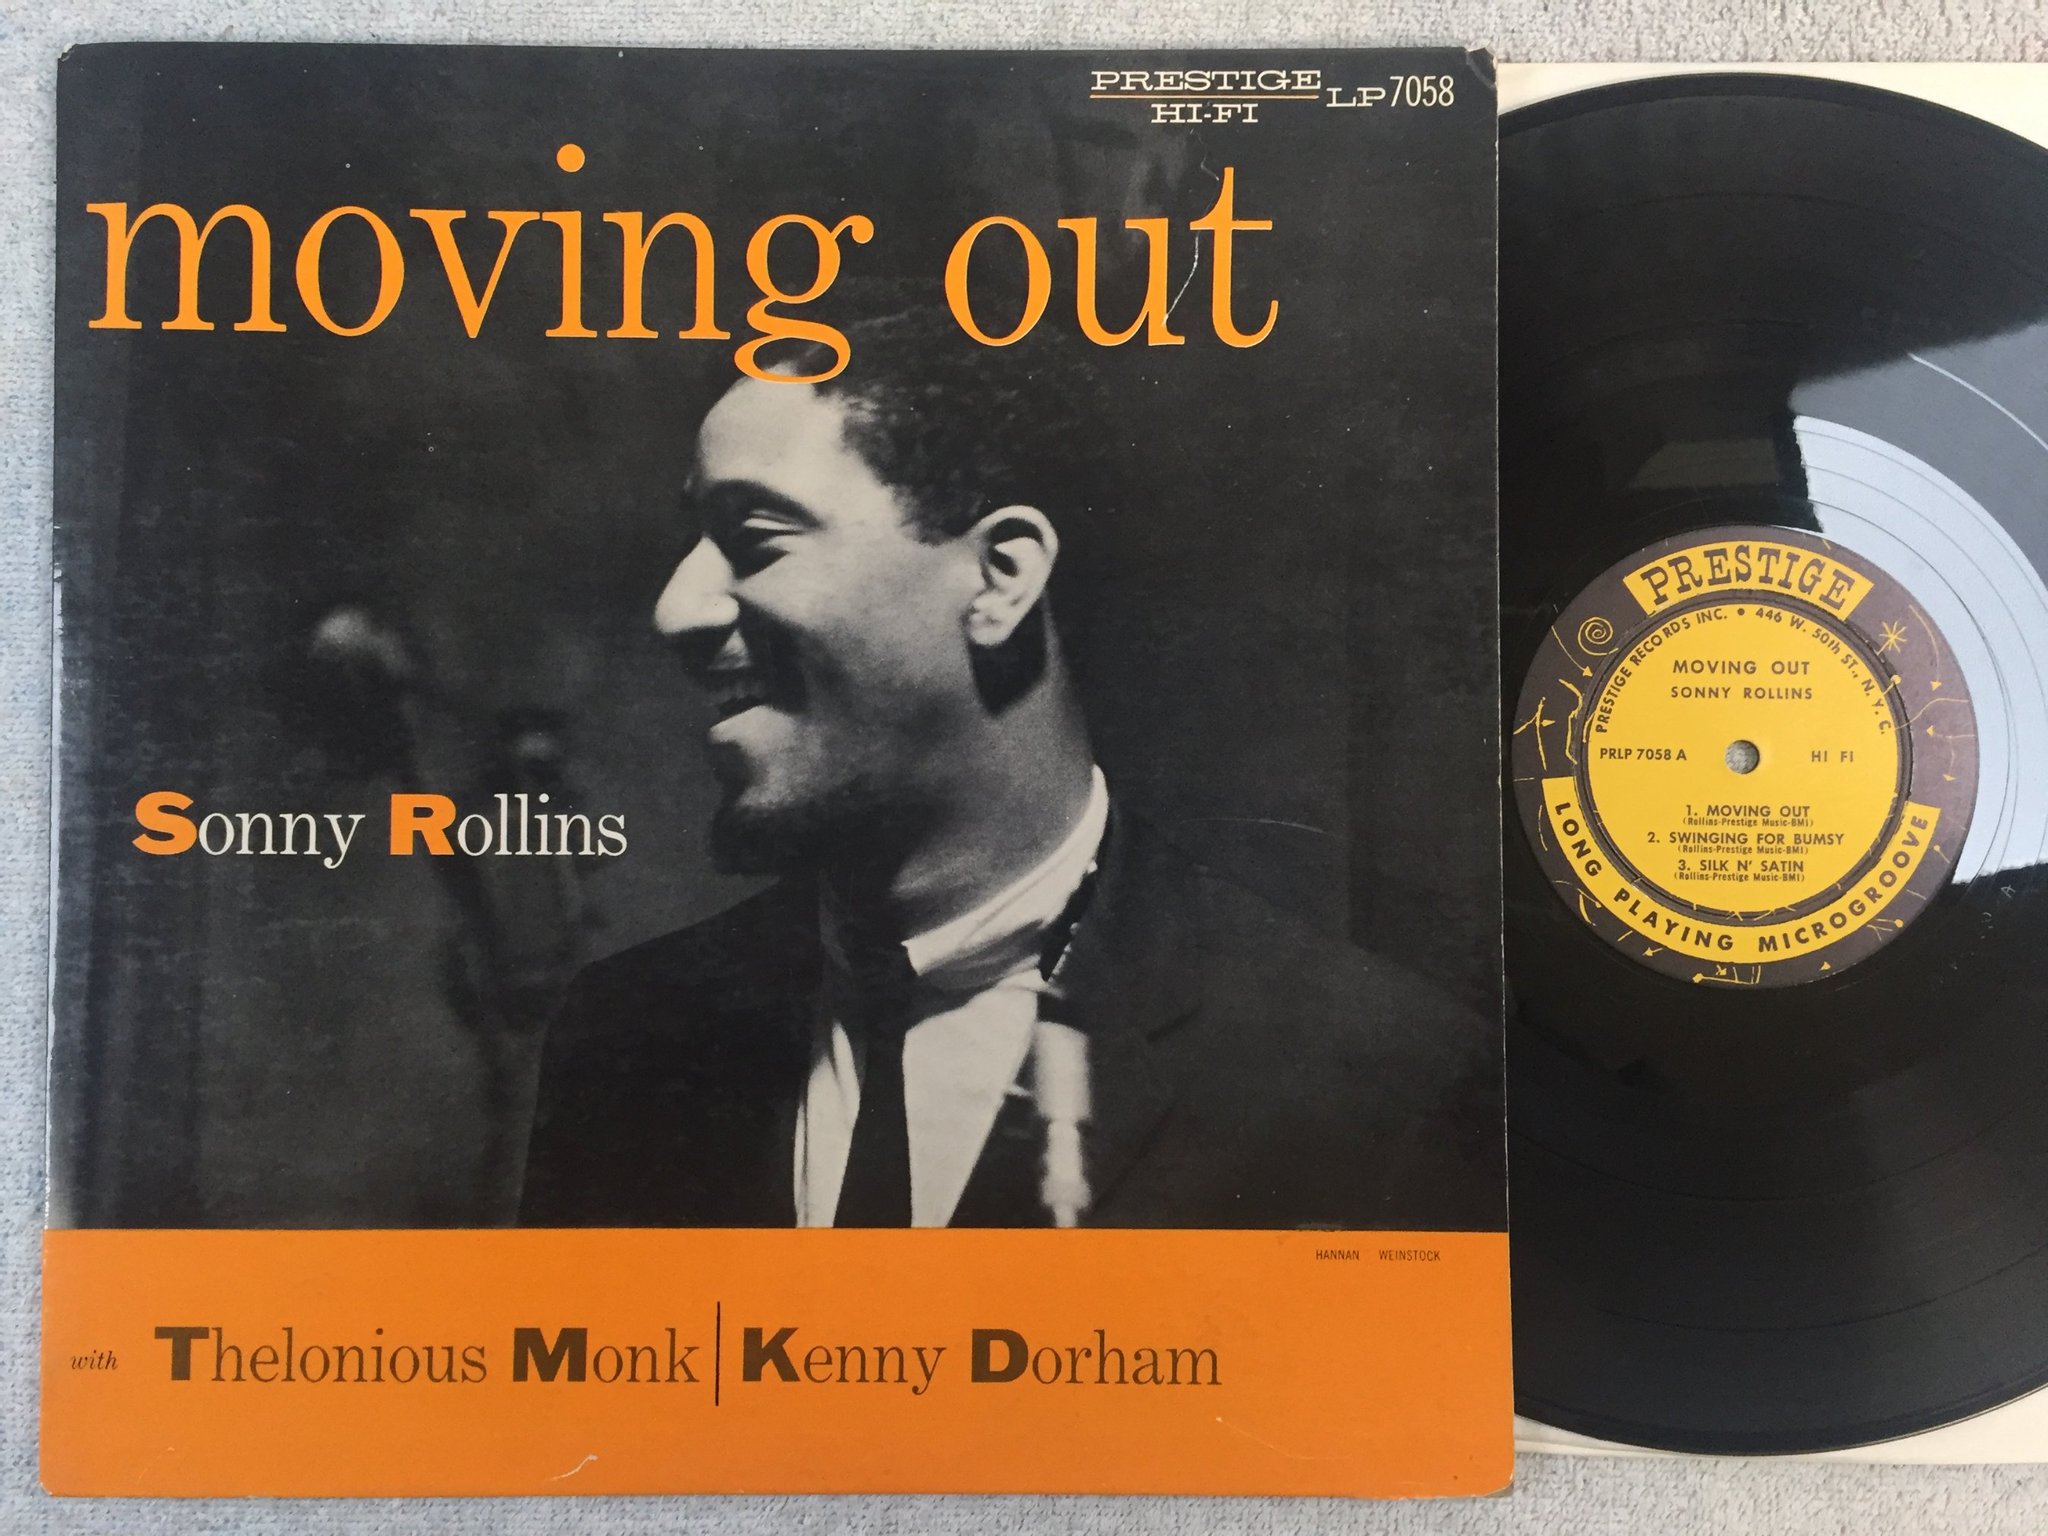 PRESTIGE
HI-FI
LP 7058
moving out
Sonny Rollins
HANNAN WEINSTOCK
with Thelonious Monk | Kenny Dorham
PRESTIGE
PRESTIGE RECORDS INC. • 446 W. 50th ST., N.Y.C.
MOVING OUT
SONNY ROLLINS
PRLP 7058 A HI FI
1. MOVING OUT
(Rollins-Prestige Music-BMI)
2. SWINGING FOR BUMSY
(Rollins-Prestige Music-BMI)
3. SILK N' SATIN
(Rollins-Prestige Music-BMI)
LONG PLAYING MICROGROOVE